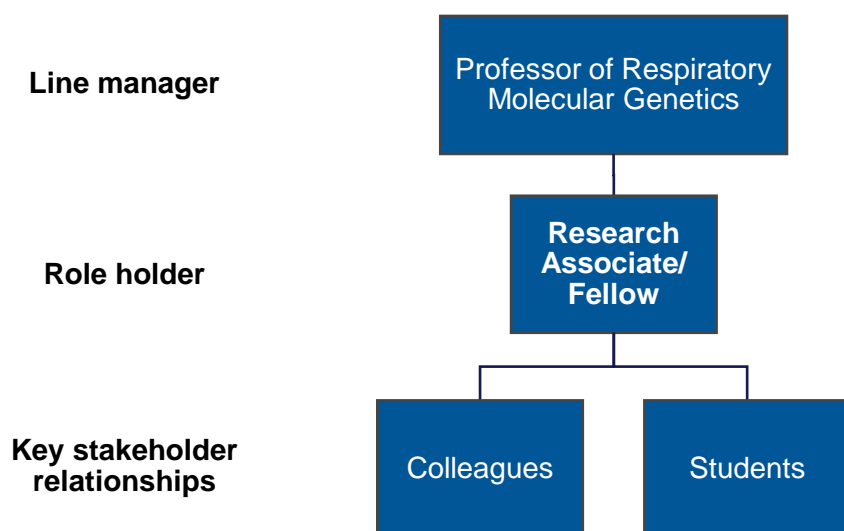 Line manager
Professor of Respiratory
Molecular Genetics
Role holder
Research
Associate/
Fellow
Key stakeholder
relationships
Colleagues
Students